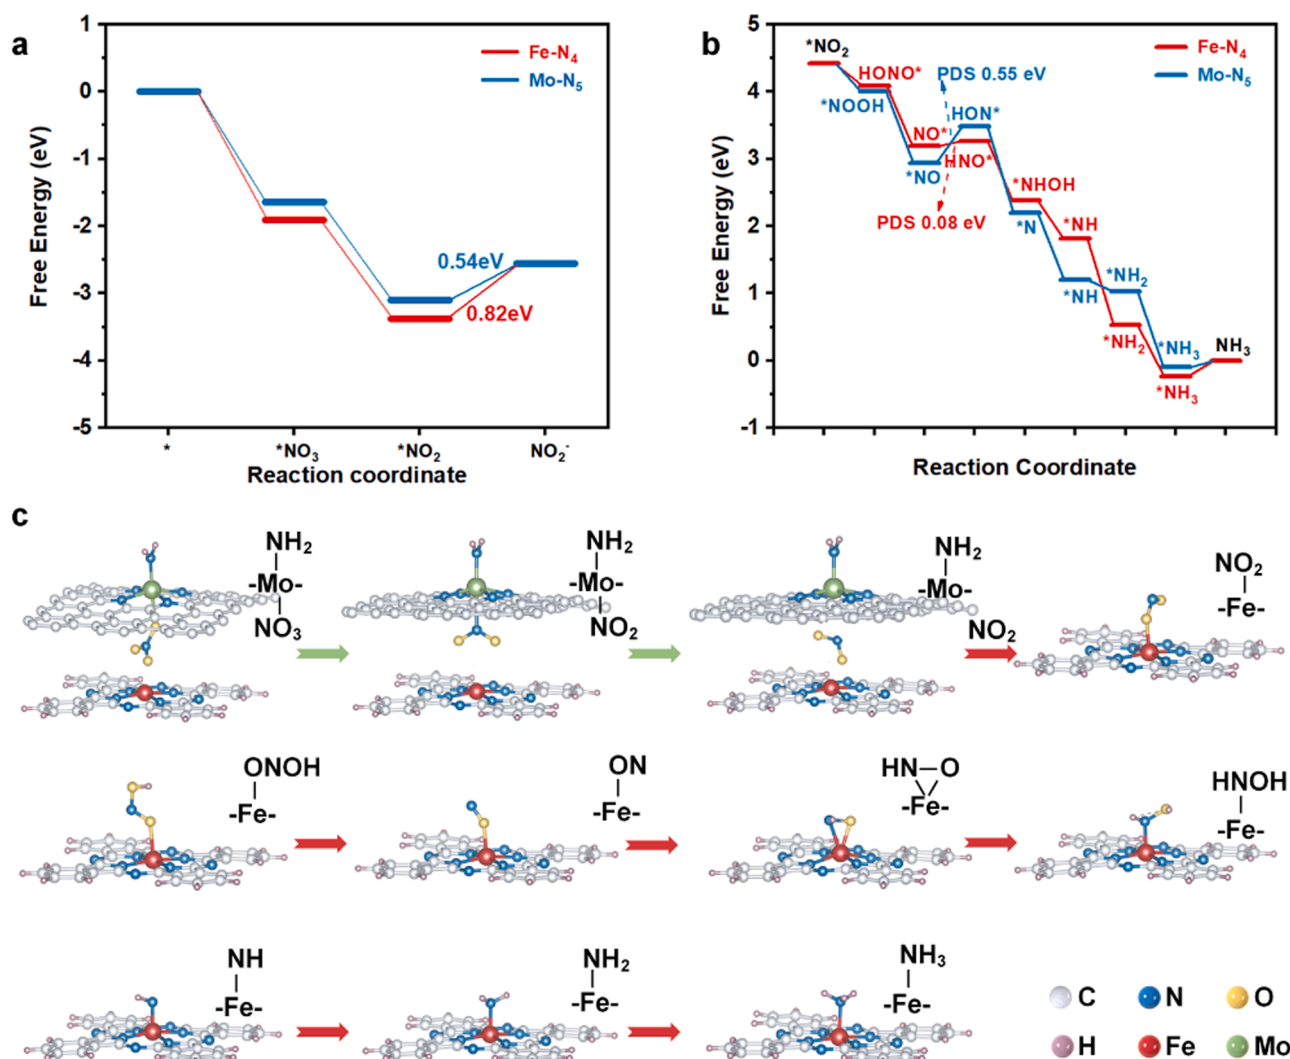 a
1
0
-1
-2
-3
-4
-5
Free Energy (eV)
Fe-N₄
Mo-N₅
0.54eV
0.82eV
*
*NO₃
*NO₂
NO₂⁻
Reaction coordinate
b
5
4
3
2
1
0
-1
Free Energy (eV)
Fe-N₄
Mo-N₅
*NO₂
HONO*
*NOOH
PDS 0.55 eV
HON*
NO*
*NO
HNO*
PDS 0.08 eV
*NHOH
*N
*NH
*NH
*NH₂
*NH₂
*NH₃
*NH₃
NH₃
Reaction Coordinate
c
NH₂
-Mo-
NO₃
NH₂
-Mo-
NO₂
NH₂
-Mo-
NO₂
NO₂
-Fe-
ONOH
-Fe-
ON
-Fe-
HN-O
-Fe-
HNOH
-Fe-
NH
-Fe-
NH₂
-Fe-
NH₃
-Fe-
C N O
H Fe Mo